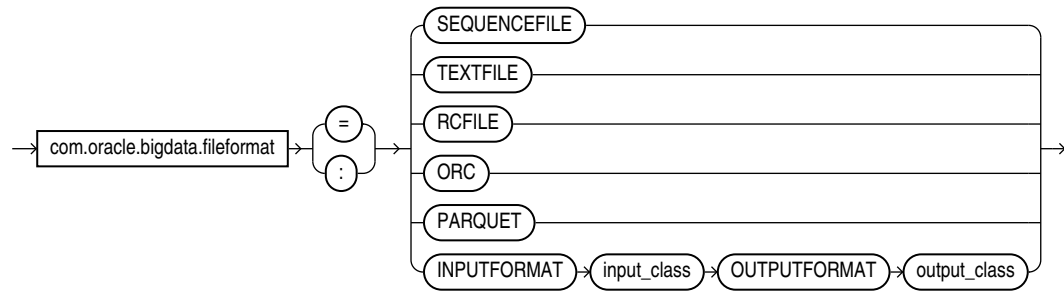 SEQUENCEFILE
TEXTFILE
RCFILE
com.oracle.bigdata.fileformat = :
ORC
PARQUET
INPUTFORMAT input_class OUTPUTFORMAT output_class